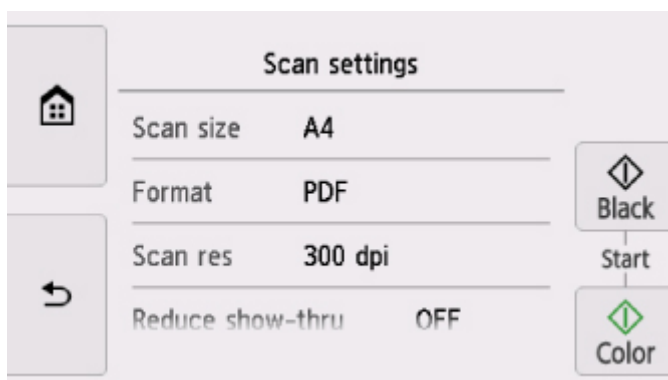 Scan settings
Scan size A4
Format PDF
Scan res 300 dpi
Reduce show-thru OFF
Black
Start
Color